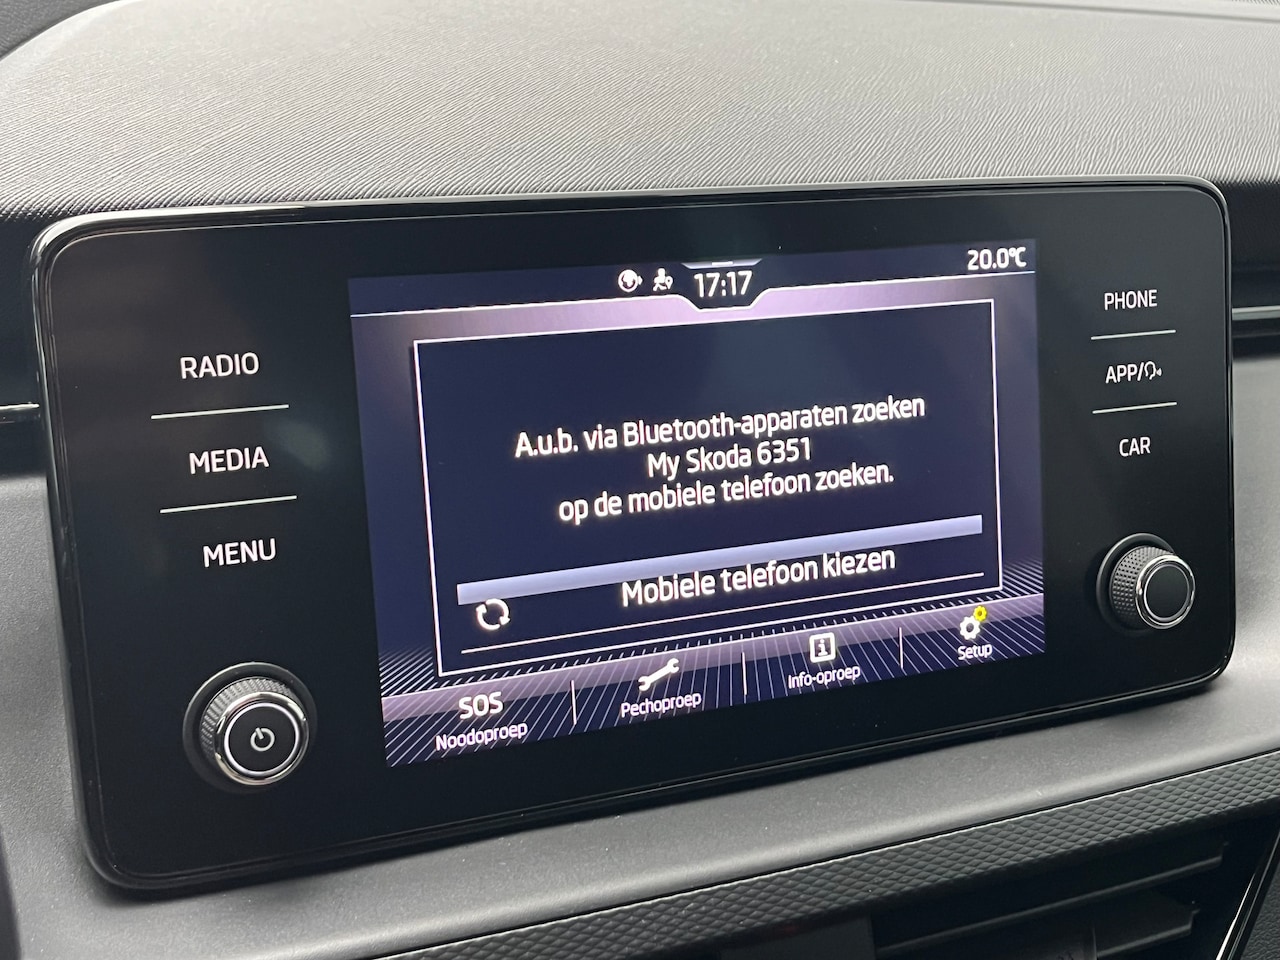 17:17
20.0°C
RADIO
MEDIA
MENU
A.u.b. via Bluetooth-apparaten zoeken
My Skoda 6351
op de mobiele telefoon zoeken.
Mobiele telefoon kiezen
SOS
Noodoproep
Pechoproep
i
Info-oproep
Setup
PHONE
APP/
CAR